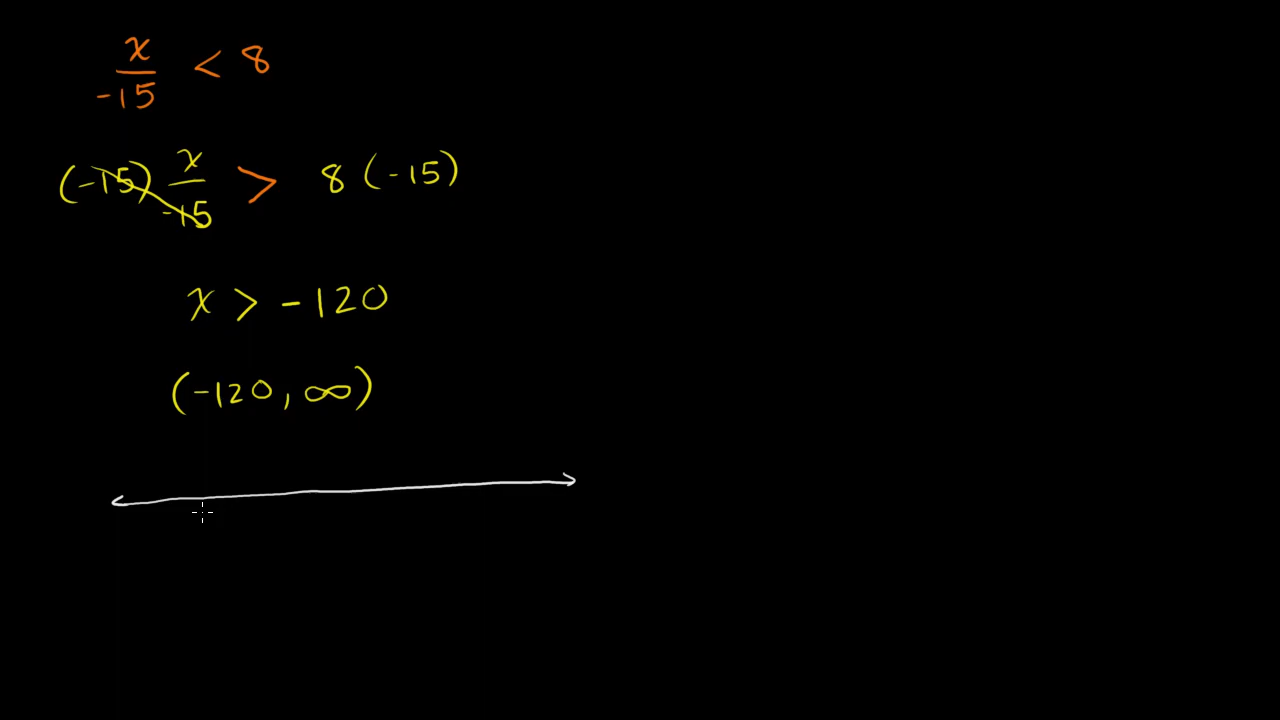 x/-15 < 8
(-15) x/-15 > 8 (-15)
x > -120
(-120, ∞)